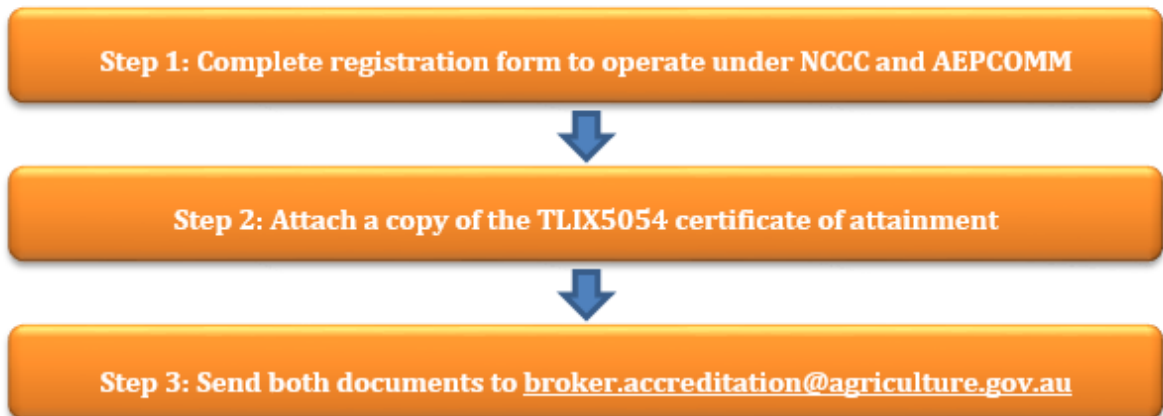 Step 1: Complete registration form to operate under NCCC and AEPCOMM
Step 2: Attach a copy of the TLIX5054 certificate of attainment
Step 3: Send both documents to broker.accreditation@agriculture.gov.au